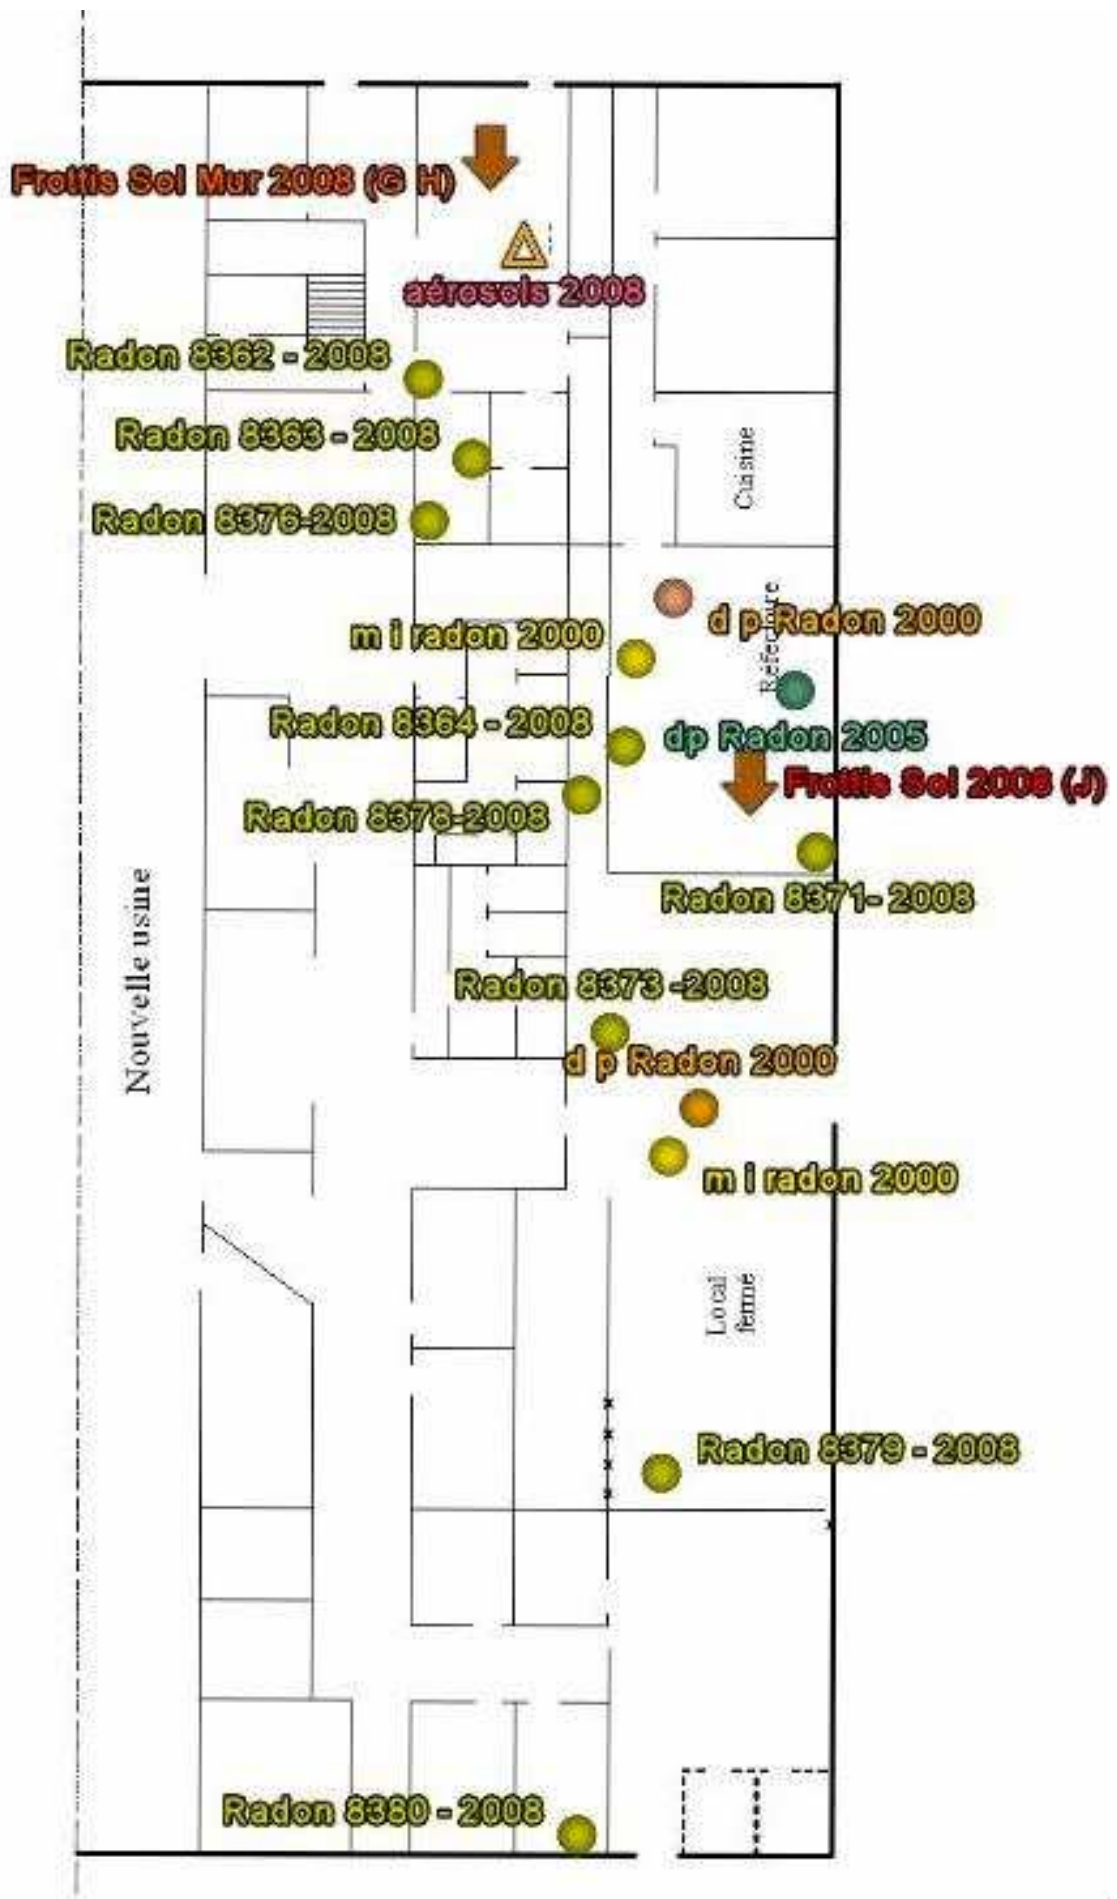 Frottis Sol Mur 2008 (G H)
aérosols 2008
Radon 8362 - 2008
Radon 8363 - 2008
Cuisine
Radon 8376-2008
d p Radon 2000
m i radon 2000
Réfectoire
Radon 8364 - 2008
dp Radon 2005
Frottis Sol 2008 (J)
Radon 8378-2008
Radon 8371- 2008
Nouvelle usine
Radon 8373 -2008
d p Radon 2000
m i radon 2000
Local
fermé
Radon 8379 - 2008
Radon 8380 - 2008